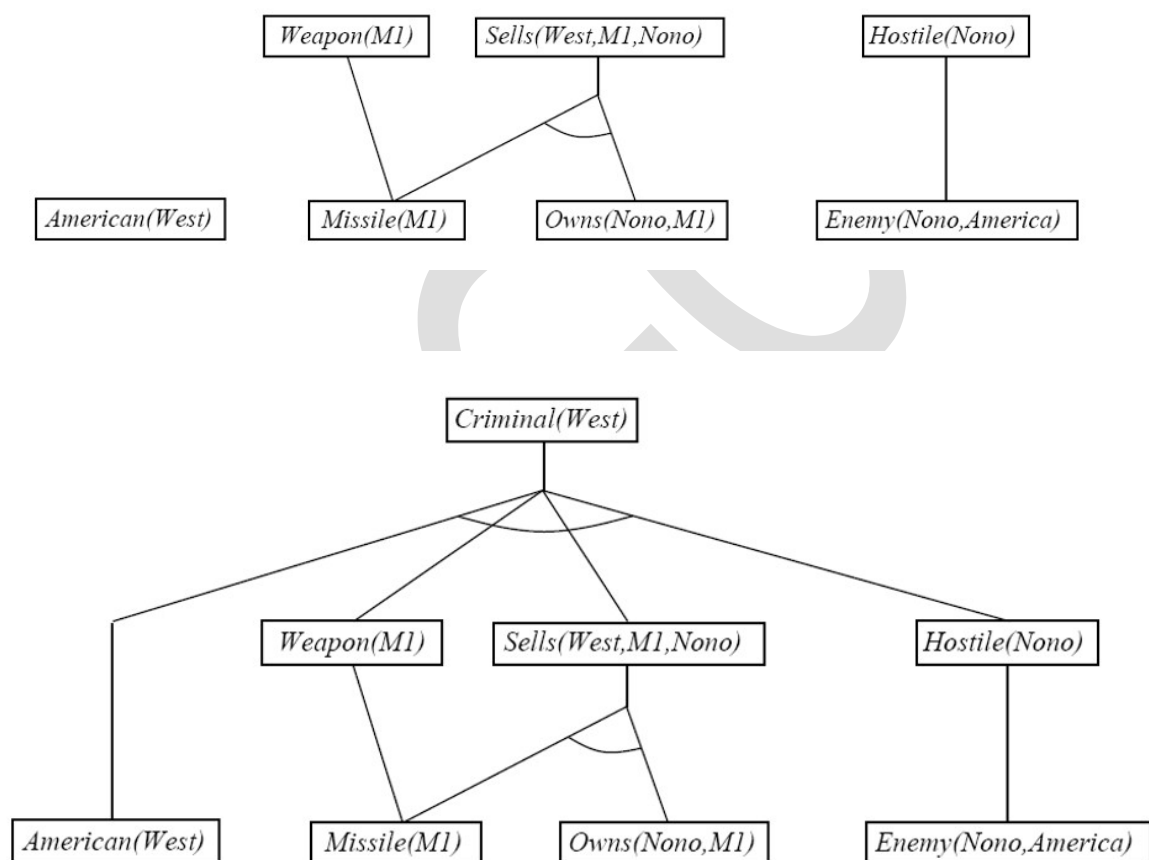 Weapon(M1) Sells(West,M1,Nono) Hostile(Nono)
American(West) Missile(M1) Owns(Nono,M1) Enemy(Nono,America)
Criminal(West)
Weapon(M1) Sells(West,M1,Nono) Hostile(Nono)
American(West) Missile(M1) Owns(Nono,M1) Enemy(Nono,America)